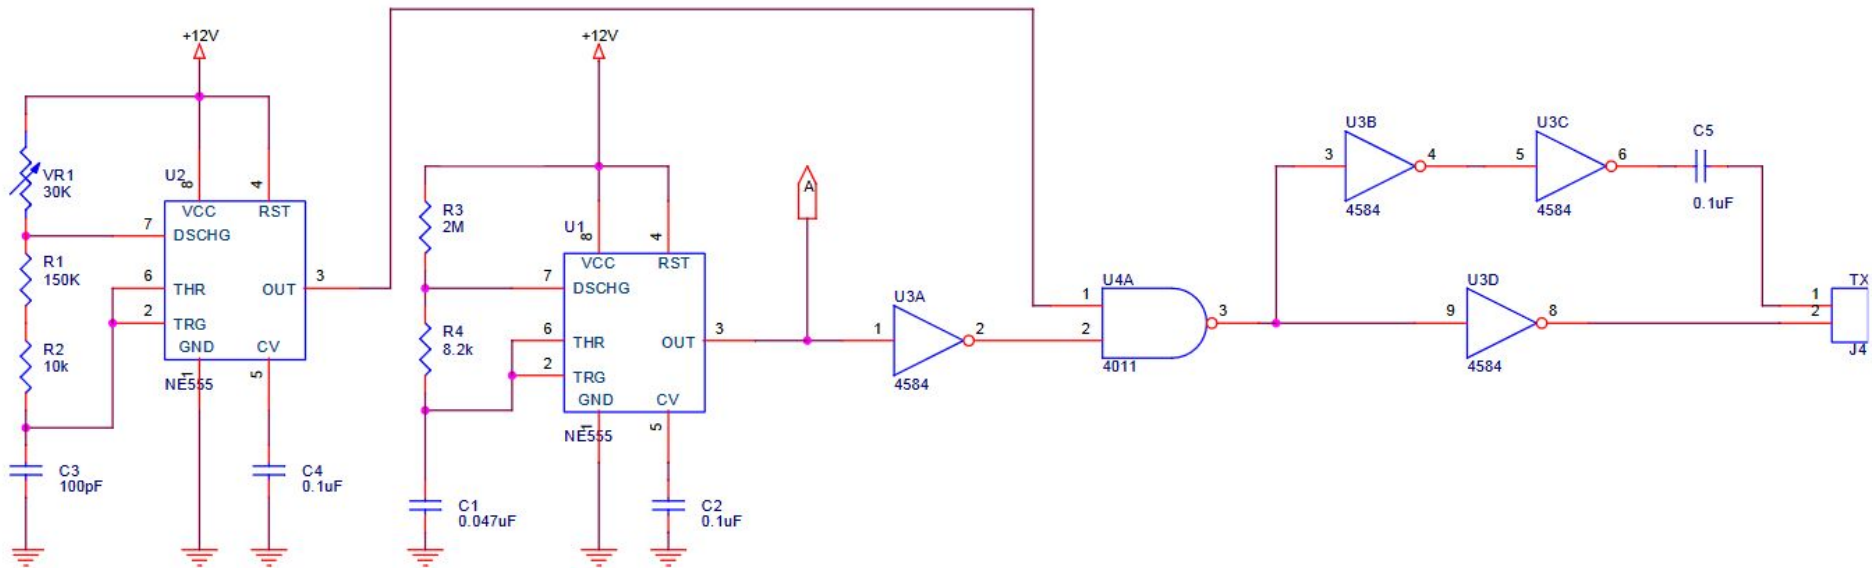 +12V
VR1
30K
R1
150K
R2
10k
C3
100pF
U2
8
4
VCC
RST
7
DSCHG
6
THR
OUT
3
2
TRG
GND
CV
1
5
NE555
C4
0.1uF
+12V
R3
2M
R4
8.2k
C1
0.047uF
U1
8
4
VCC
RST
7
DSCHG
6
THR
OUT
3
2
TRG
GND
CV
1
5
NE555
C2
0.1uF
A
U3A
1
2
4584
U4A
1
2
3
4011
U3B
3
4
4584
U3C
5
6
4584
C5
0.1uF
U3D
9
8
4584
TX
1
2
J4